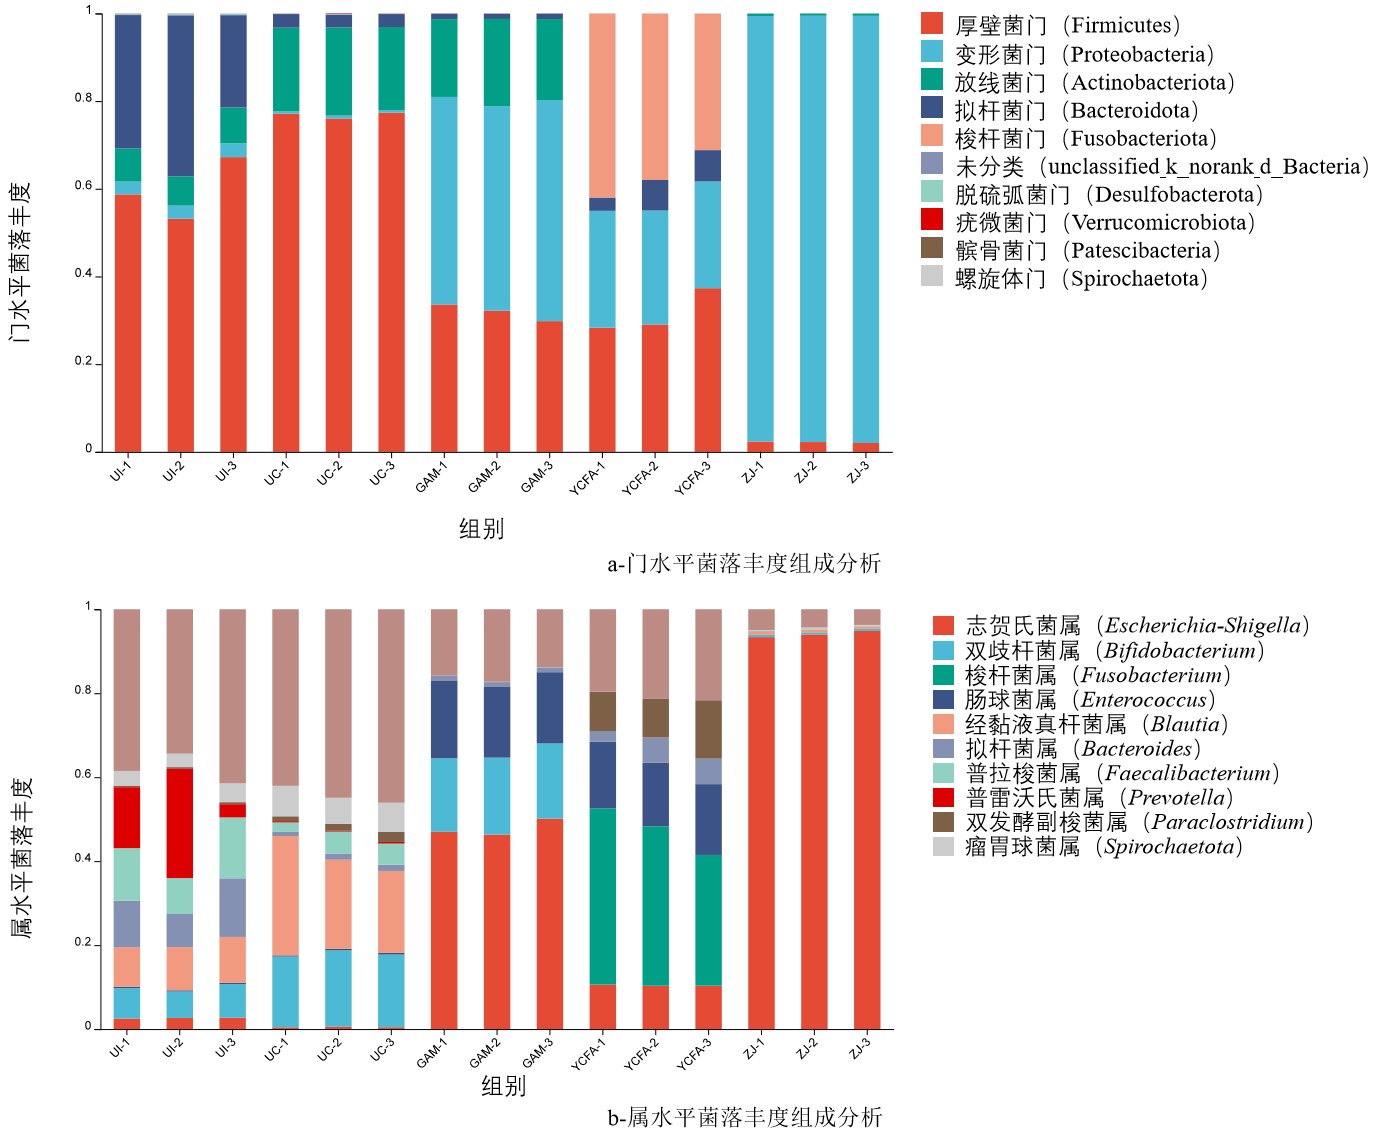 1
0.8
0.6
0.4
0.2
0
门水平菌落丰度
UI-1 UI-2 UI-3 UC-1 UC-2 UC-3 GAM-1 GAM-2 GAM-3 YCFA-1 YCFA-2 YCFA-3 ZJ-1 ZJ-2 ZJ-3
组别
厚壁菌门（Firmicutes）
变形菌门（Proteobacteria）
放线菌门（Actinobacteriota）
拟杆菌门（Bacteroidota）
梭杆菌门（Fusobacteriota）
未分类（unclassified_k_norank_d_Bacteria）
脱硫弧菌门（Desulfobacterota）
疣微菌门（Verrucomicrobiota）
髌骨菌门（Patescibacteria）
螺旋体门（Spirochaetota）
a-门水平菌落丰度组成分析
1
0.8
0.6
0.4
0.2
0
属水平菌落丰度
UI-1 UI-2 UI-3 UC-1 UC-2 UC-3 GAM-1 GAM-2 GAM-3 YCFA-1 YCFA-2 YCFA-3 ZJ-1 ZJ-2 ZJ-3
组别
志贺氏菌属（Escherichia-Shigella）
双歧杆菌属（Bifidobacterium）
梭杆菌属（Fusobacterium）
肠球菌属（Enterococcus）
经黏液真杆菌属（Blautia）
拟杆菌属（Bacteroides）
普拉梭菌属（Faecalibacterium）
普雷沃氏菌属（Prevotella）
双发酵副梭菌属（Paraclostridium）
瘤胃球菌属（Spirochaetota）
b-属水平菌落丰度组成分析